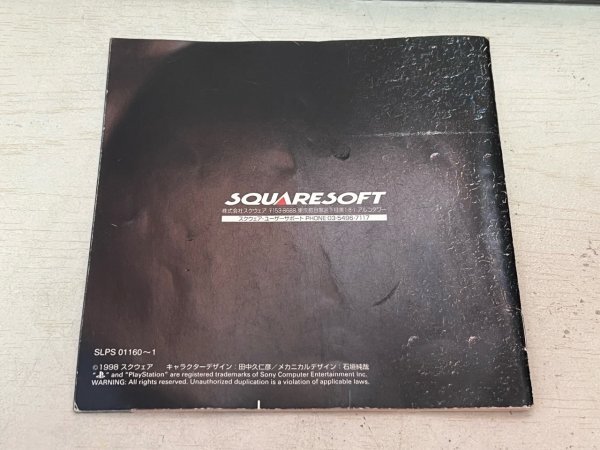 SQUARESOFT
株式会社スクウェア 〒153-8688 東京都目黒区下目黒1-8-1 アルコタワー
スクウェア・ユーザーサポート PHONE 03-5496-7117
SLPS 01160〜1
©1998 スクウェア キャラクターデザイン：田中久仁彦／メカニカルデザイン：石垣純哉
" " and "PlayStation" are registered trademarks of Sony Computer Entertainment Inc.
WARNING: All rights reserved. Unauthorized duplication is a violation of applicable laws.